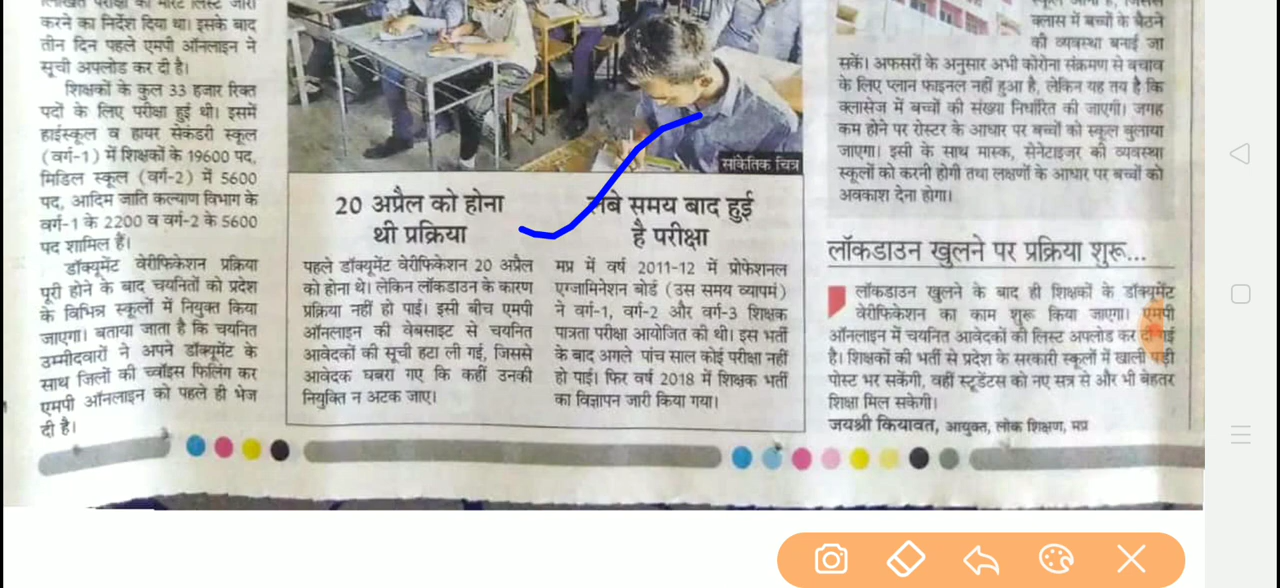 लिखित परीक्षा की मेरिट लिस्ट जारी
करने का निर्देश दिया था। इसके बाद
तीन दिन पहले एमपी ऑनलाइन ने
सूची अपलोड कर दी है।
शिक्षकों के कुल 33 हजार रिक्त
पदों के लिए परीक्षा हुई थी। इसमें
हाईस्कूल व हायर सेकंडरी स्कूल
(वर्ग-1) में शिक्षकों के 19600 पद,
मिडिल स्कूल (वर्ग-2) में 5600
पद, आदिम जाति कल्याण विभाग के
वर्ग-1 के 2200 व वर्ग-2 के 5600
पद शामिल हैं।
डॉक्यूमेंट वेरीफिकेशन प्रक्रिया
पूरी होने के बाद चयनितों को प्रदेश
के विभिन्न स्कूलों में नियुक्त किया
जाएगा। बताया जाता है कि चयनित
उम्मीदवारों ने अपने डॉक्यूमेंट के
साथ जिलों की च्वॉइस फिलिंग कर
एमपी ऑनलाइन को पहले ही भेज
दी है।
सांकेतिक चित्र
20 अप्रैल को होना
थी प्रक्रिया
पहले डॉक्यूमेंट वेरीफिकेशन 20 अप्रैल
को होना थे। लेकिन लॉकडाउन के कारण
प्रक्रिया नहीं हो पाई। इसी बीच एमपी
ऑनलाइन की वेबसाइट से चयनित
आवेदकों की सूची हटा ली गई, जिससे
आवेदक घबरा गए कि कहीं उनकी
नियुक्ति न अटक जाए।
लंबे समय बाद हुई
है परीक्षा
मप्र में वर्ष 2011-12 में प्रोफेशनल
एग्जामिनेशन बोर्ड (उस समय व्यापमं)
ने वर्ग-1, वर्ग-2 और वर्ग-3 शिक्षक
पात्रता परीक्षा आयोजित की थी। इस भर्ती
के बाद अगले पांच साल कोई परीक्षा नहीं
हो पाई। फिर वर्ष 2018 में शिक्षक भर्ती
का विज्ञापन जारी किया गया।
क्लास में बच्चों के बैठने
की व्यवस्था बनाई जा
सकें। अफसरों के अनुसार अभी कोरोना संक्रमण से बचाव
के लिए प्लान फाइनल नहीं हुआ है, लेकिन यह तय है कि
क्लासेज में बच्चों की संख्या निर्धारित की जाएगी। जगह
कम होने पर रोस्टर के आधार पर बच्चों को स्कूल बुलाया
जाएगा। इसी के साथ मास्क, सेनेटाइजर की व्यवस्था
स्कूलों को करनी होगी तथा लक्षणों के आधार पर बच्चों को
अवकाश देना होगा।
लॉकडाउन खुलने पर प्रक्रिया शुरू...
लॉकडाउन खुलने के बाद ही शिक्षकों के डॉक्यूमेंट
वेरीफिकेशन का काम शुरू किया जाएगा। एमपी
ऑनलाइन में चयनित आवेदकों की लिस्ट अपलोड कर दी गई
है। शिक्षकों की भर्ती से प्रदेश के सरकारी स्कूलों में खाली पड़ी
पोस्ट भर सकेंगी, वहीं स्टूडेंटस को नए सत्र से और भी बेहतर
शिक्षा मिल सकेगी।
जयश्री कियावत, आयुक्त, लोक शिक्षण, मप्र